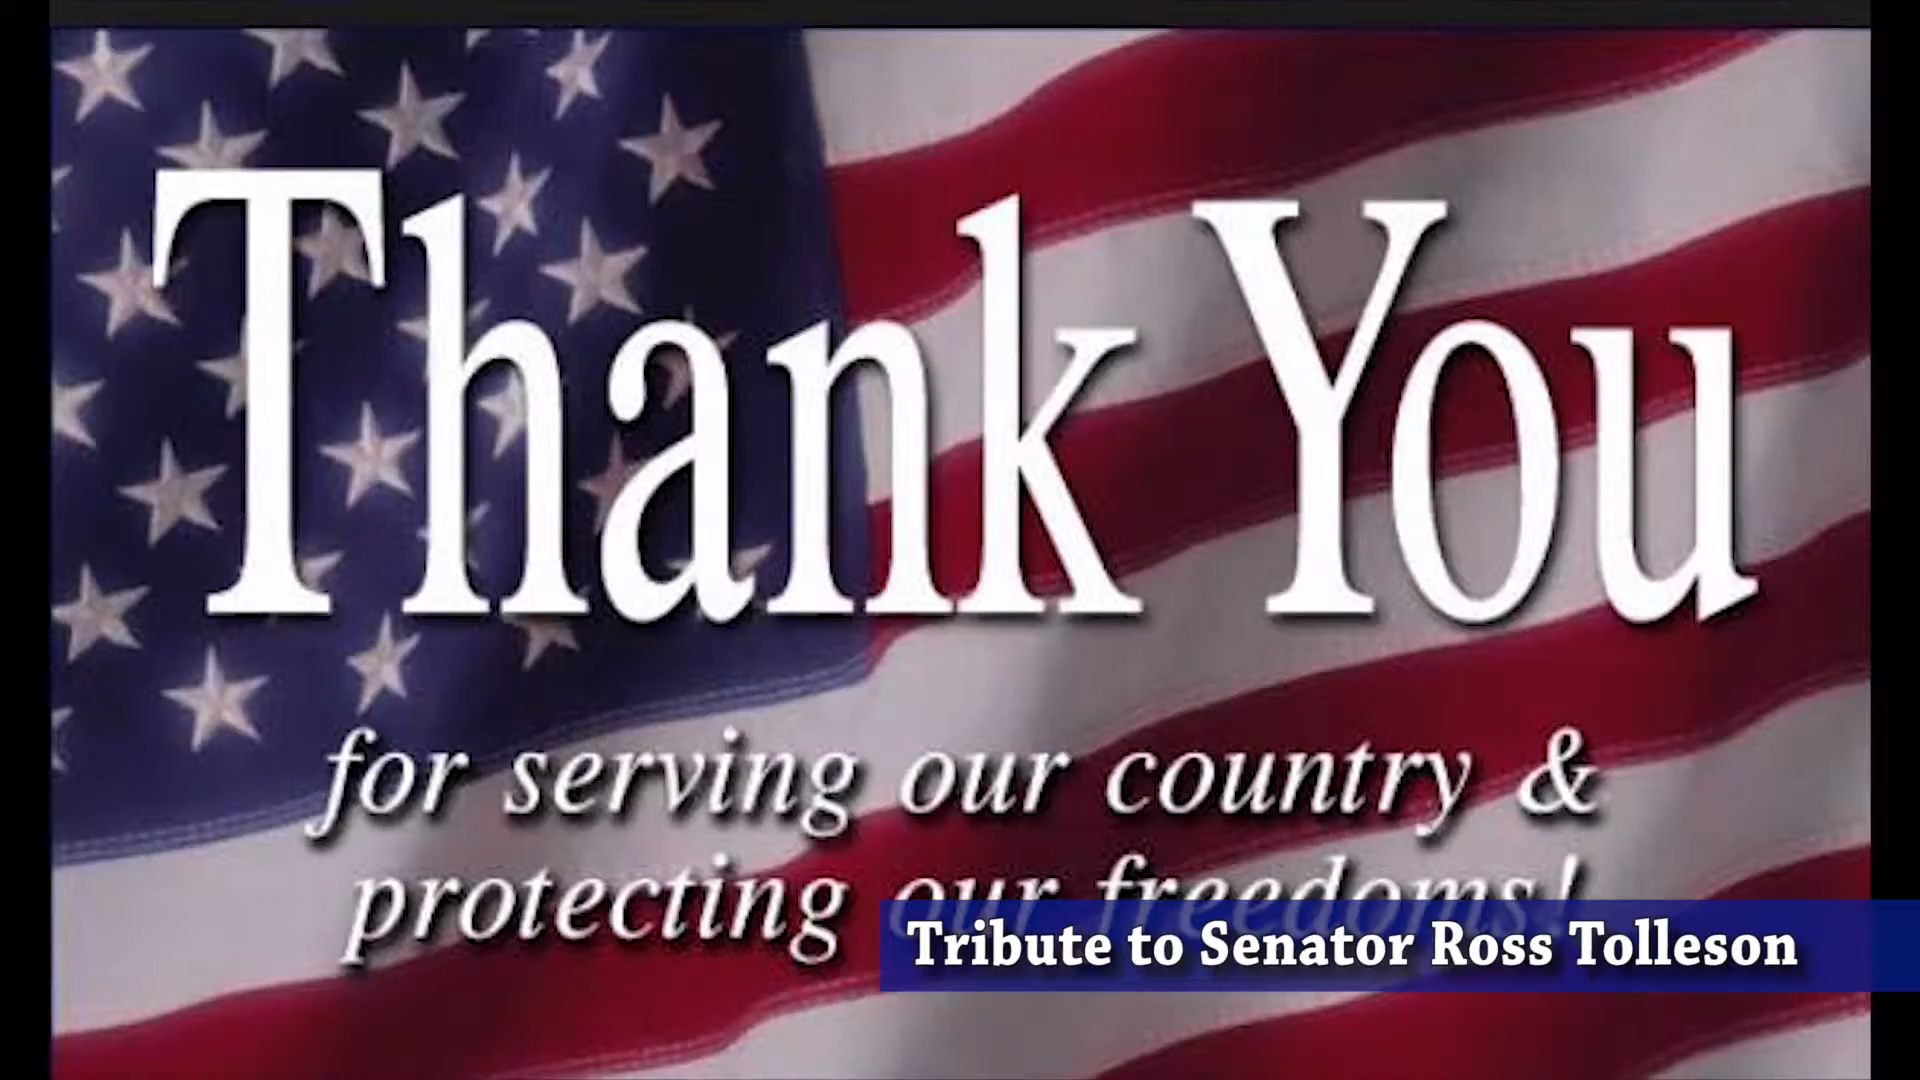 Thank You
for serving our country &
protecting our freedoms!
Tribute to Senator Ross Tolleson